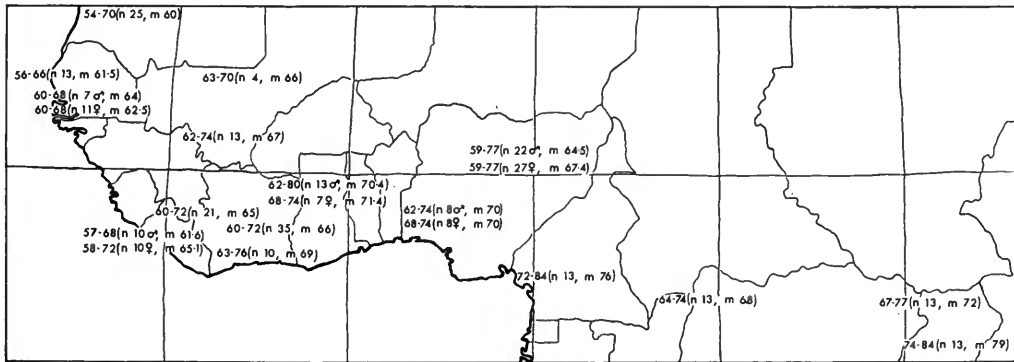 54-70(n 25, m 60)
56-66(n 13, m 61·5)
63-70(n 4, m 66)
60-68(n 7♂, m 64)
60-68(n 11♀, m 62·5)
62-74(n 13, m 67)
59-77(n 22♂, m 64·5)
59-77(n 27♀, m 67·4)
62-80(n 13♂, m 70·4)
68-74(n 7♀, m 71·4)
60-72(n 21, m 65)
62-74(n 8♂, m 70)
68-74(n 8♀, m 70)
60-72(n 35, m 66)
57-68(n 10♂, m 61·6)
58-72(n 10♀, m 65·1)
63-76(n 10, m 69)
72-84(n 13, m 76)
64-74(n 13, m 68)
67-77(n 13, m 72)
74-84(n 13, m 79)